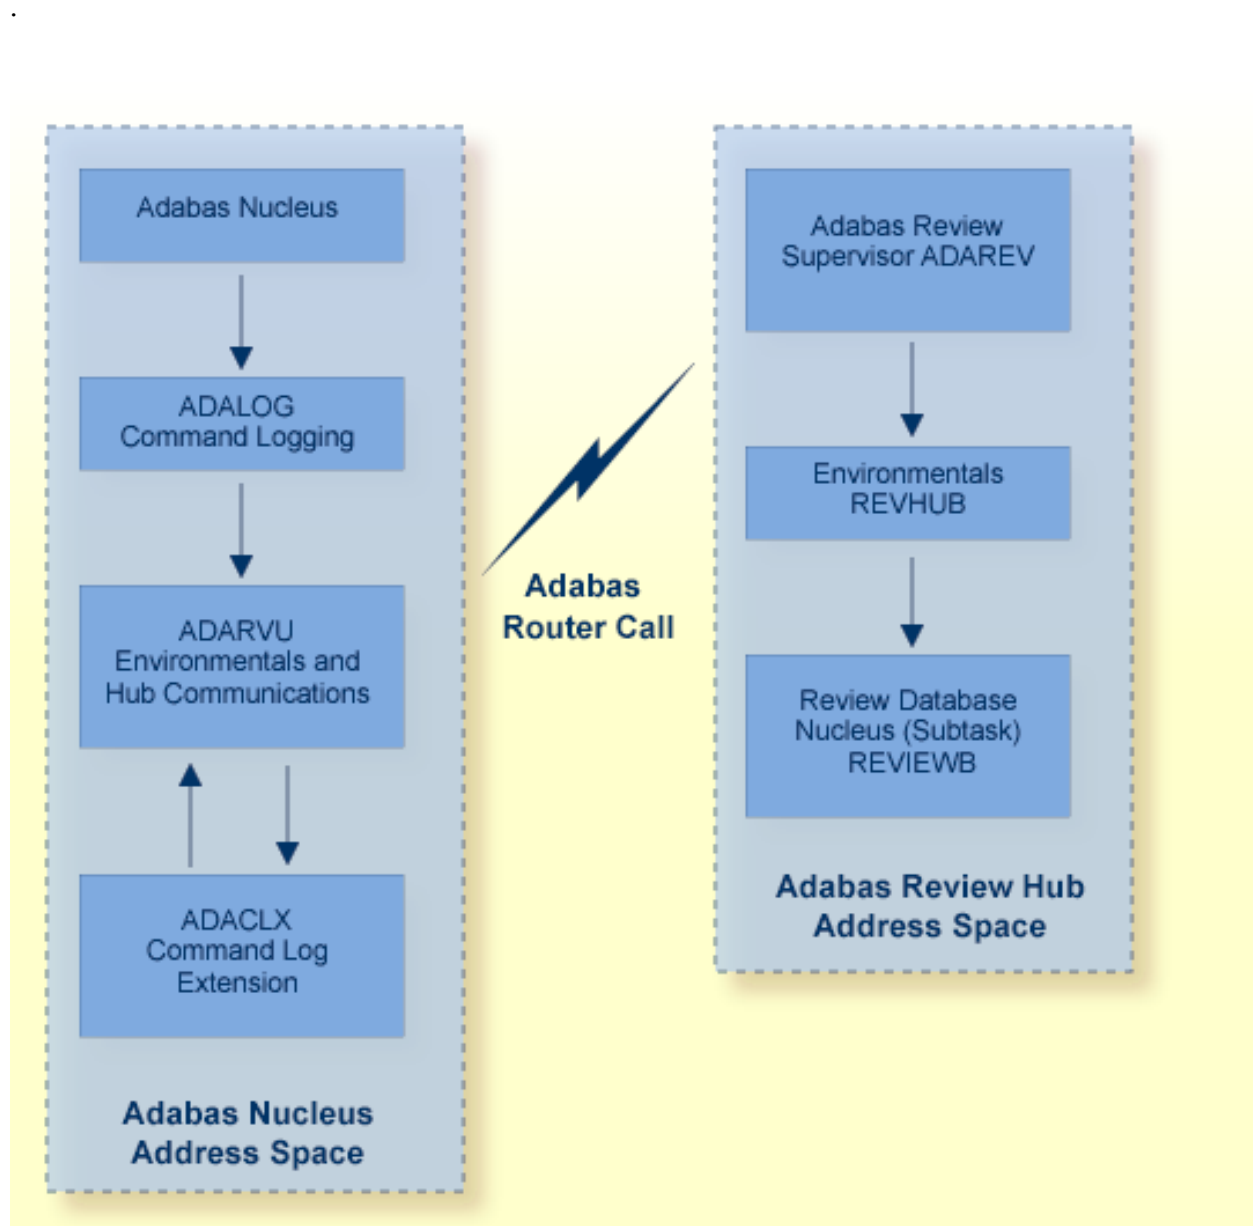 .
Adabas Nucleus
ADALOG
Command Logging
ADARVU
Environmentals and
Hub Communications
ADACLX
Command Log
Extension
Adabas Nucleus
Address Space
Adabas
Router Call
Adabas Review
Supervisor ADAREV
Environmentals
REVHUB
Review Database
Nucleus (Subtask)
REVIEWB
Adabas Review Hub
Address Space